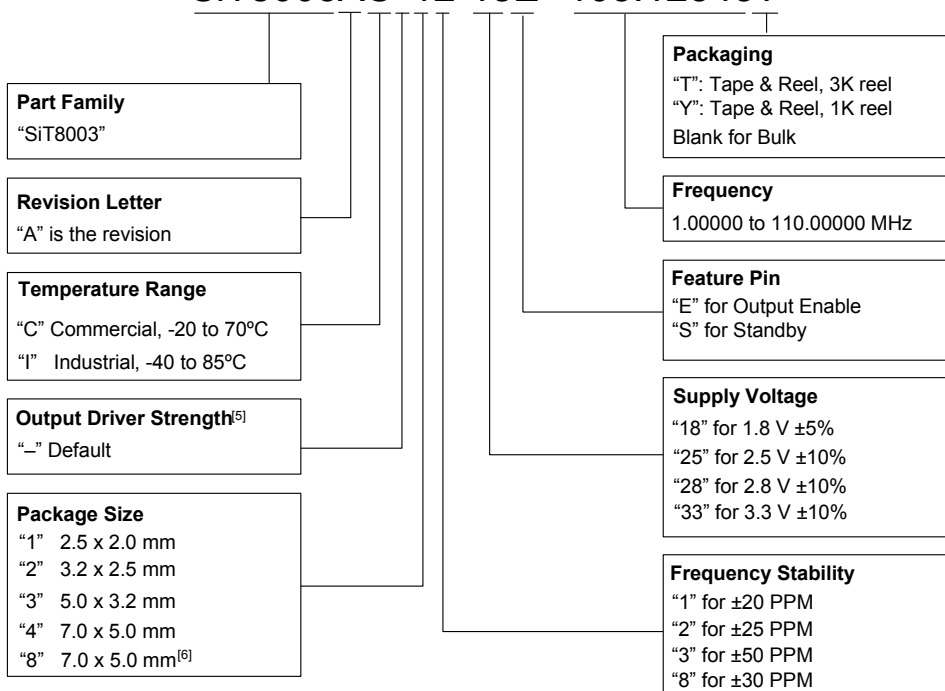 Part Family
“SiT8003”
Revision Letter
“A” is the revision
Temperature Range
“C” Commercial, -20 to 70ºC
“I” Industrial, -40 to 85ºC
Output Driver Strength[5]
“–” Default
Package Size
“1” 2.5 x 2.0 mm
“2” 3.2 x 2.5 mm
“3” 5.0 x 3.2 mm
“4” 7.0 x 5.0 mm
“8” 7.0 x 5.0 mm[6]
Packaging
“T”: Tape & Reel, 3K reel
“Y”: Tape & Reel, 1K reel
Blank for Bulk
Frequency
1.00000 to 110.00000 MHz
Feature Pin
“E” for Output Enable
“S” for Standby
Supply Voltage
“18” for 1.8 V ±5%
“25” for 2.5 V ±10%
“28” for 2.8 V ±10%
“33” for 3.3 V ±10%
Frequency Stability
“1” for ±20 PPM
“2” for ±25 PPM
“3” for ±50 PPM
“8” for ±30 PPM